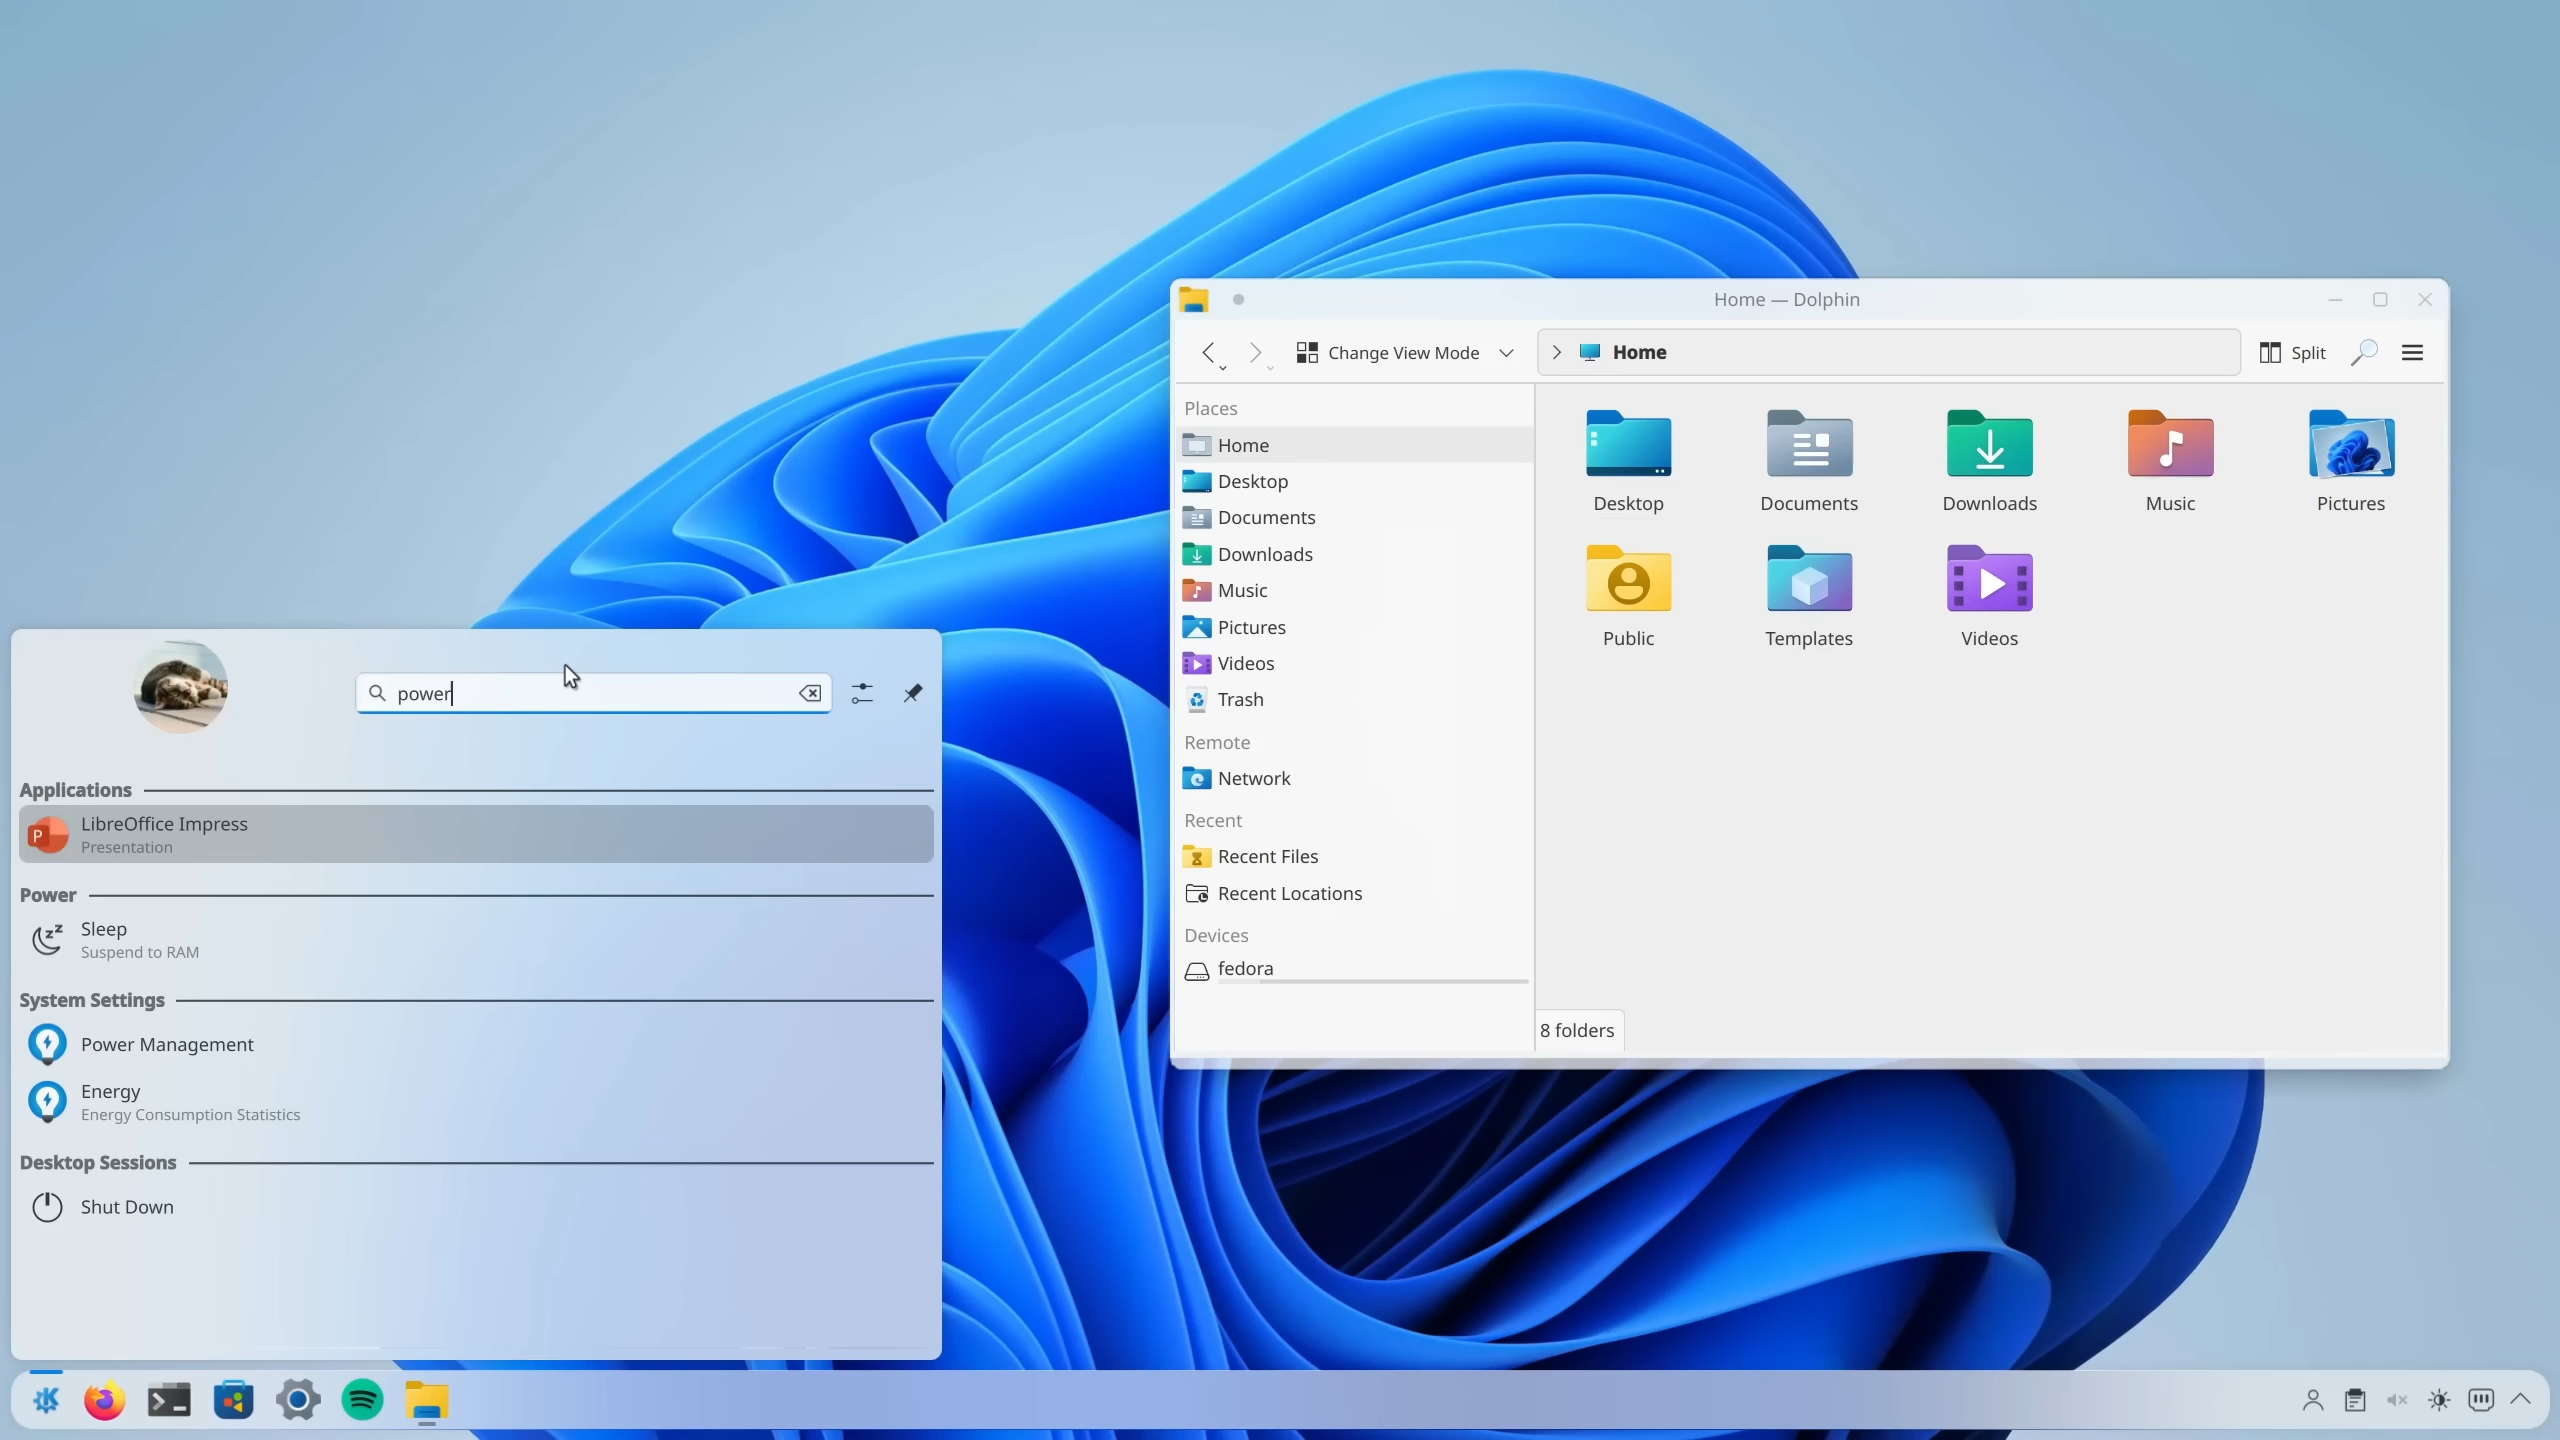 Home — Dolphin
Change View Mode
Home
Split
Places
Home
Desktop
Documents
Downloads
Music
Pictures
Videos
Trash
Remote
Network
Recent
Recent Files
Recent Locations
Devices
fedora
Desktop
Documents
Downloads
Music
Pictures
Public
Templates
Videos
8 folders
power
Applications
P
LibreOffice Impress
Presentation
Power
Sleep
Suspend to RAM
System Settings
Power Management
Energy
Energy Consumption Statistics
Desktop Sessions
Shut Down